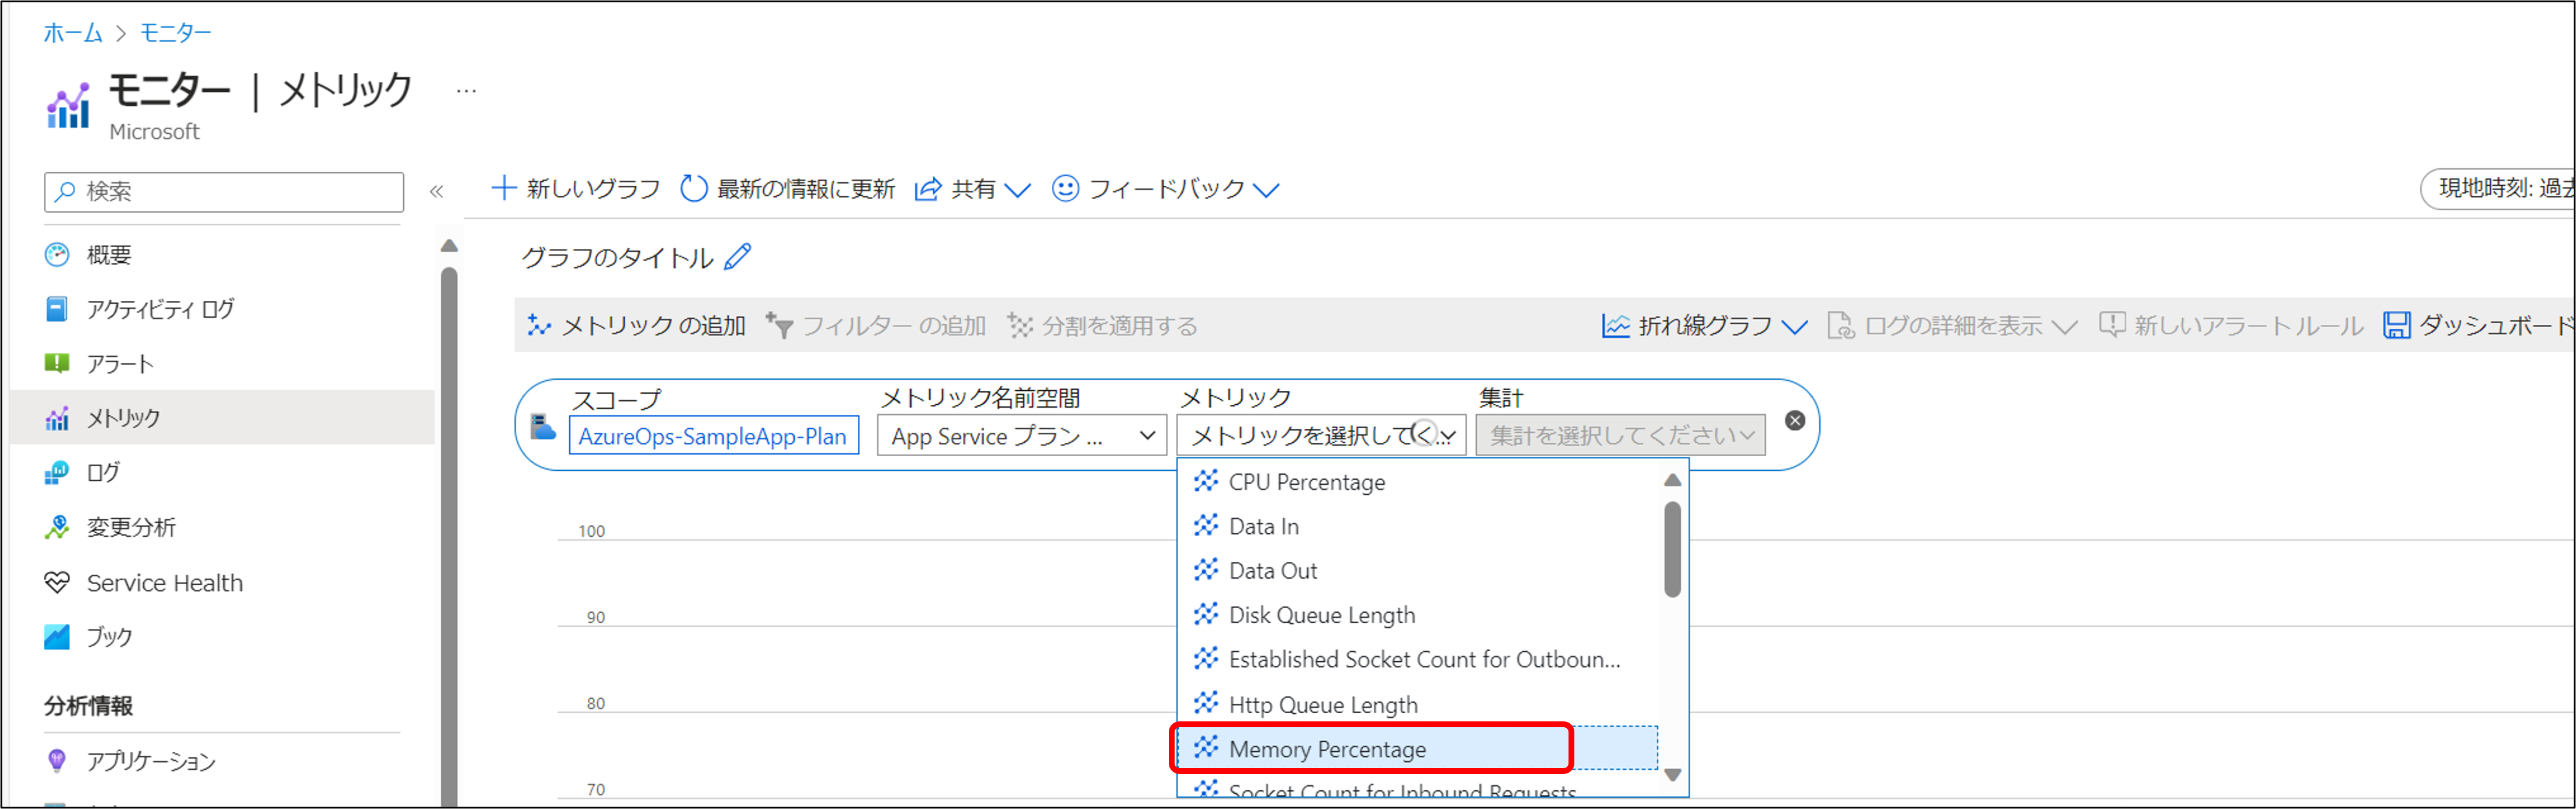 ホーム > モニター
モニター | メトリック ...
Microsoft
検索
«
概要
アクティビティ ログ
アラート
メトリック
ログ
変更分析
Service Health
ブック
分析情報
アプリケーション
新しいグラフ 最新の情報に更新 共有 フィードバック
現地時刻: 過去
グラフのタイトル
メトリック の追加 フィルター の追加 分割を適用する 折れ線グラフ ログの詳細を表示 新しいアラート ルール ダッシュボード
スコープ メトリック名前空間 メトリック 集計
AzureOps-SampleApp-Plan App Service プラン ... メトリックを選択してく... 集計を選択してください
CPU Percentage
Data In
Data Out
Disk Queue Length
Established Socket Count for Outboun...
Http Queue Length
Memory Percentage
Socket Count for Inbound Requests
100
90
80
70